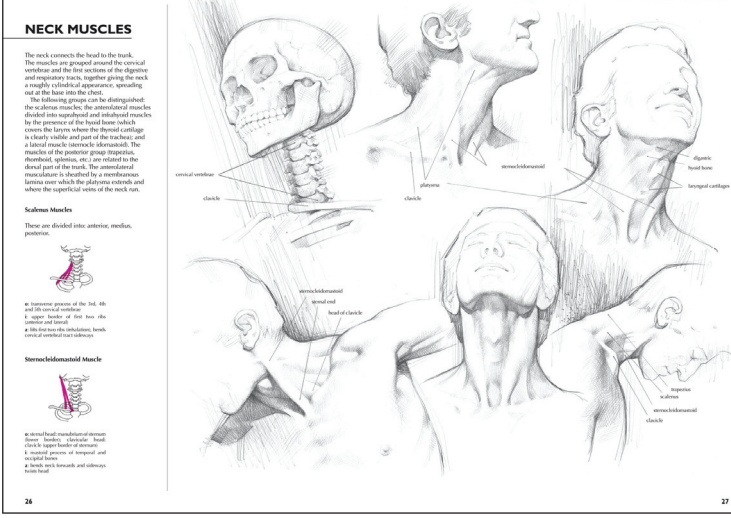 NECK MUSCLES
The neck connects the head to the trunk.
The muscles are grouped around the cervical
vertebrae and the first sections of the digestive
and respiratory tracts, together giving the neck
a roughly cylindrical appearance, spreading
out at the base into the chest.
The following groups can be distinguished:
the scalenus muscles; the anterolateral muscles
divided into suprahyoid and infrahyoid muscles
by the presence of the hyoid bone (which
covers the larynx where the thyroid cartilage
is clearly visible and part of the trachea); and
a lateral muscle (sternocle idomastoid). The
muscles of the posterior group (trapezius,
rhomboid, splenius, etc.) are related to the
dorsal part of the trunk. The anterolateral
musculature is sheathed by a membranous
lamina over which the platysma extends and
where the superficial veins of the neck run.
Scalenus Muscles
These are divided into: anterior, medius,
posterior.
o: transverse process of the 3rd, 4th
and 5th cervical vertebrae
i: upper border of first two ribs
(anterior and lateral)
a: lifts first two ribs (inhalation), bends
cervical vertebral tract sideways
Sternocleidomastoid Muscle
o: sternal head: manubrium of sternum
(lower border); clavicular head:
clavicle (upper border of sternum)
i: mastoid process of temporal and
occipital bones
a: bends neck forwards and sideways
twists head
26
cervical vertebrae
clavicle
sternocleidomastoid
platysma
clavicle
digastric
hyoid bone
laryngeal cartilages
sternocleidomastoid
sternal end
head of clavicle
trapezius
scalenus
sternocleidomastoid
clavicle
27